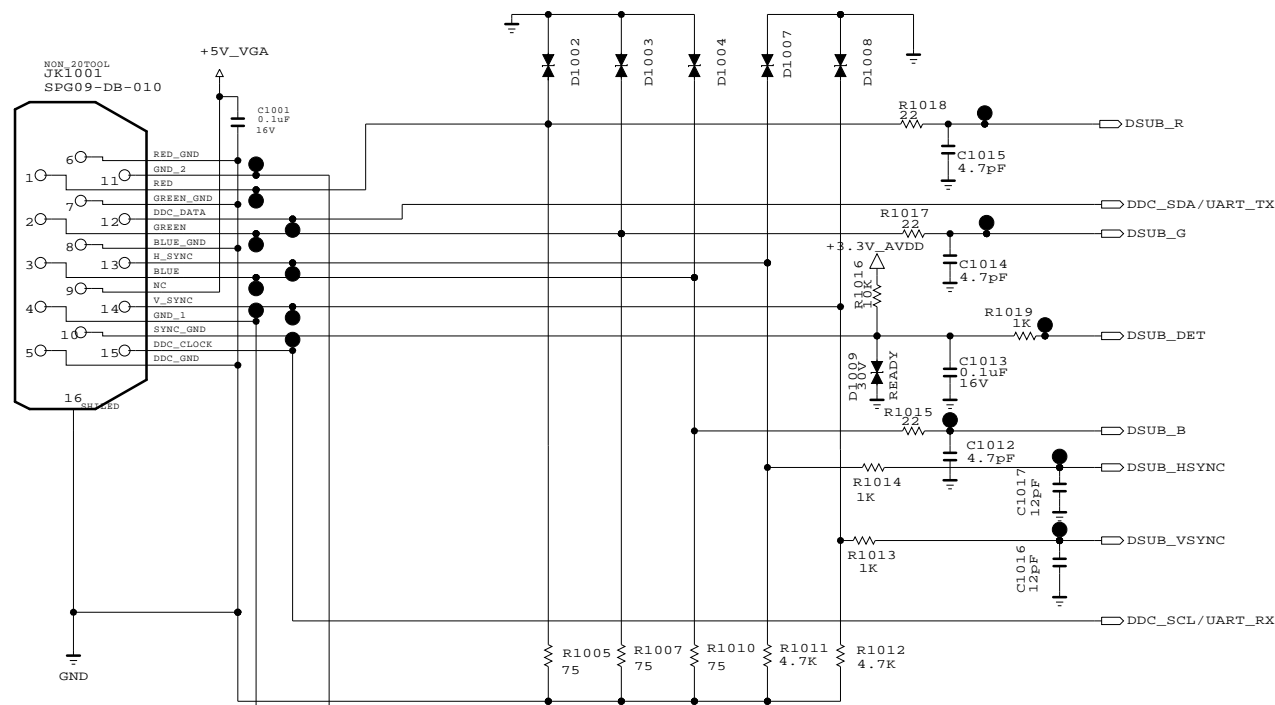 +5V_VGA
NON_20TOOL
JK1001
SPG09-DB-010
C1001
0.1uF
16V
D1002
D1003
D1004
D1007
D1008
R1018
22
DSUB_R
C1015
4.7pF
6
RED_GND
1
11
GND_2
RED
7
GREEN_GND
2
12
DDC_DATA
GREEN
DDC_SDA/UART_TX
R1017
22
DSUB_G
8
BLUE_GND
3
13
H_SYNC
BLUE
+3.3V_AVDD
C1014
4.7pF
R1016
10K
9
NC
4
14
V_SYNC
GND_1
10
SYNC_GND
R1019
1K
DSUB_DET
5
15
DDC_CLOCK
DDC_GND
D1009
30V
READY
C1013
0.1uF
16V
16
SHILED
R1015
22
DSUB_B
C1012
4.7pF
R1014
1K
DSUB_HSYNC
C1017
12pF
R1013
1K
DSUB_VSYNC
C1016
12pF
DDC_SCL/UART_RX
GND
R1005
75
R1007
75
R1010
75
R1011
4.7K
R1012
4.7K